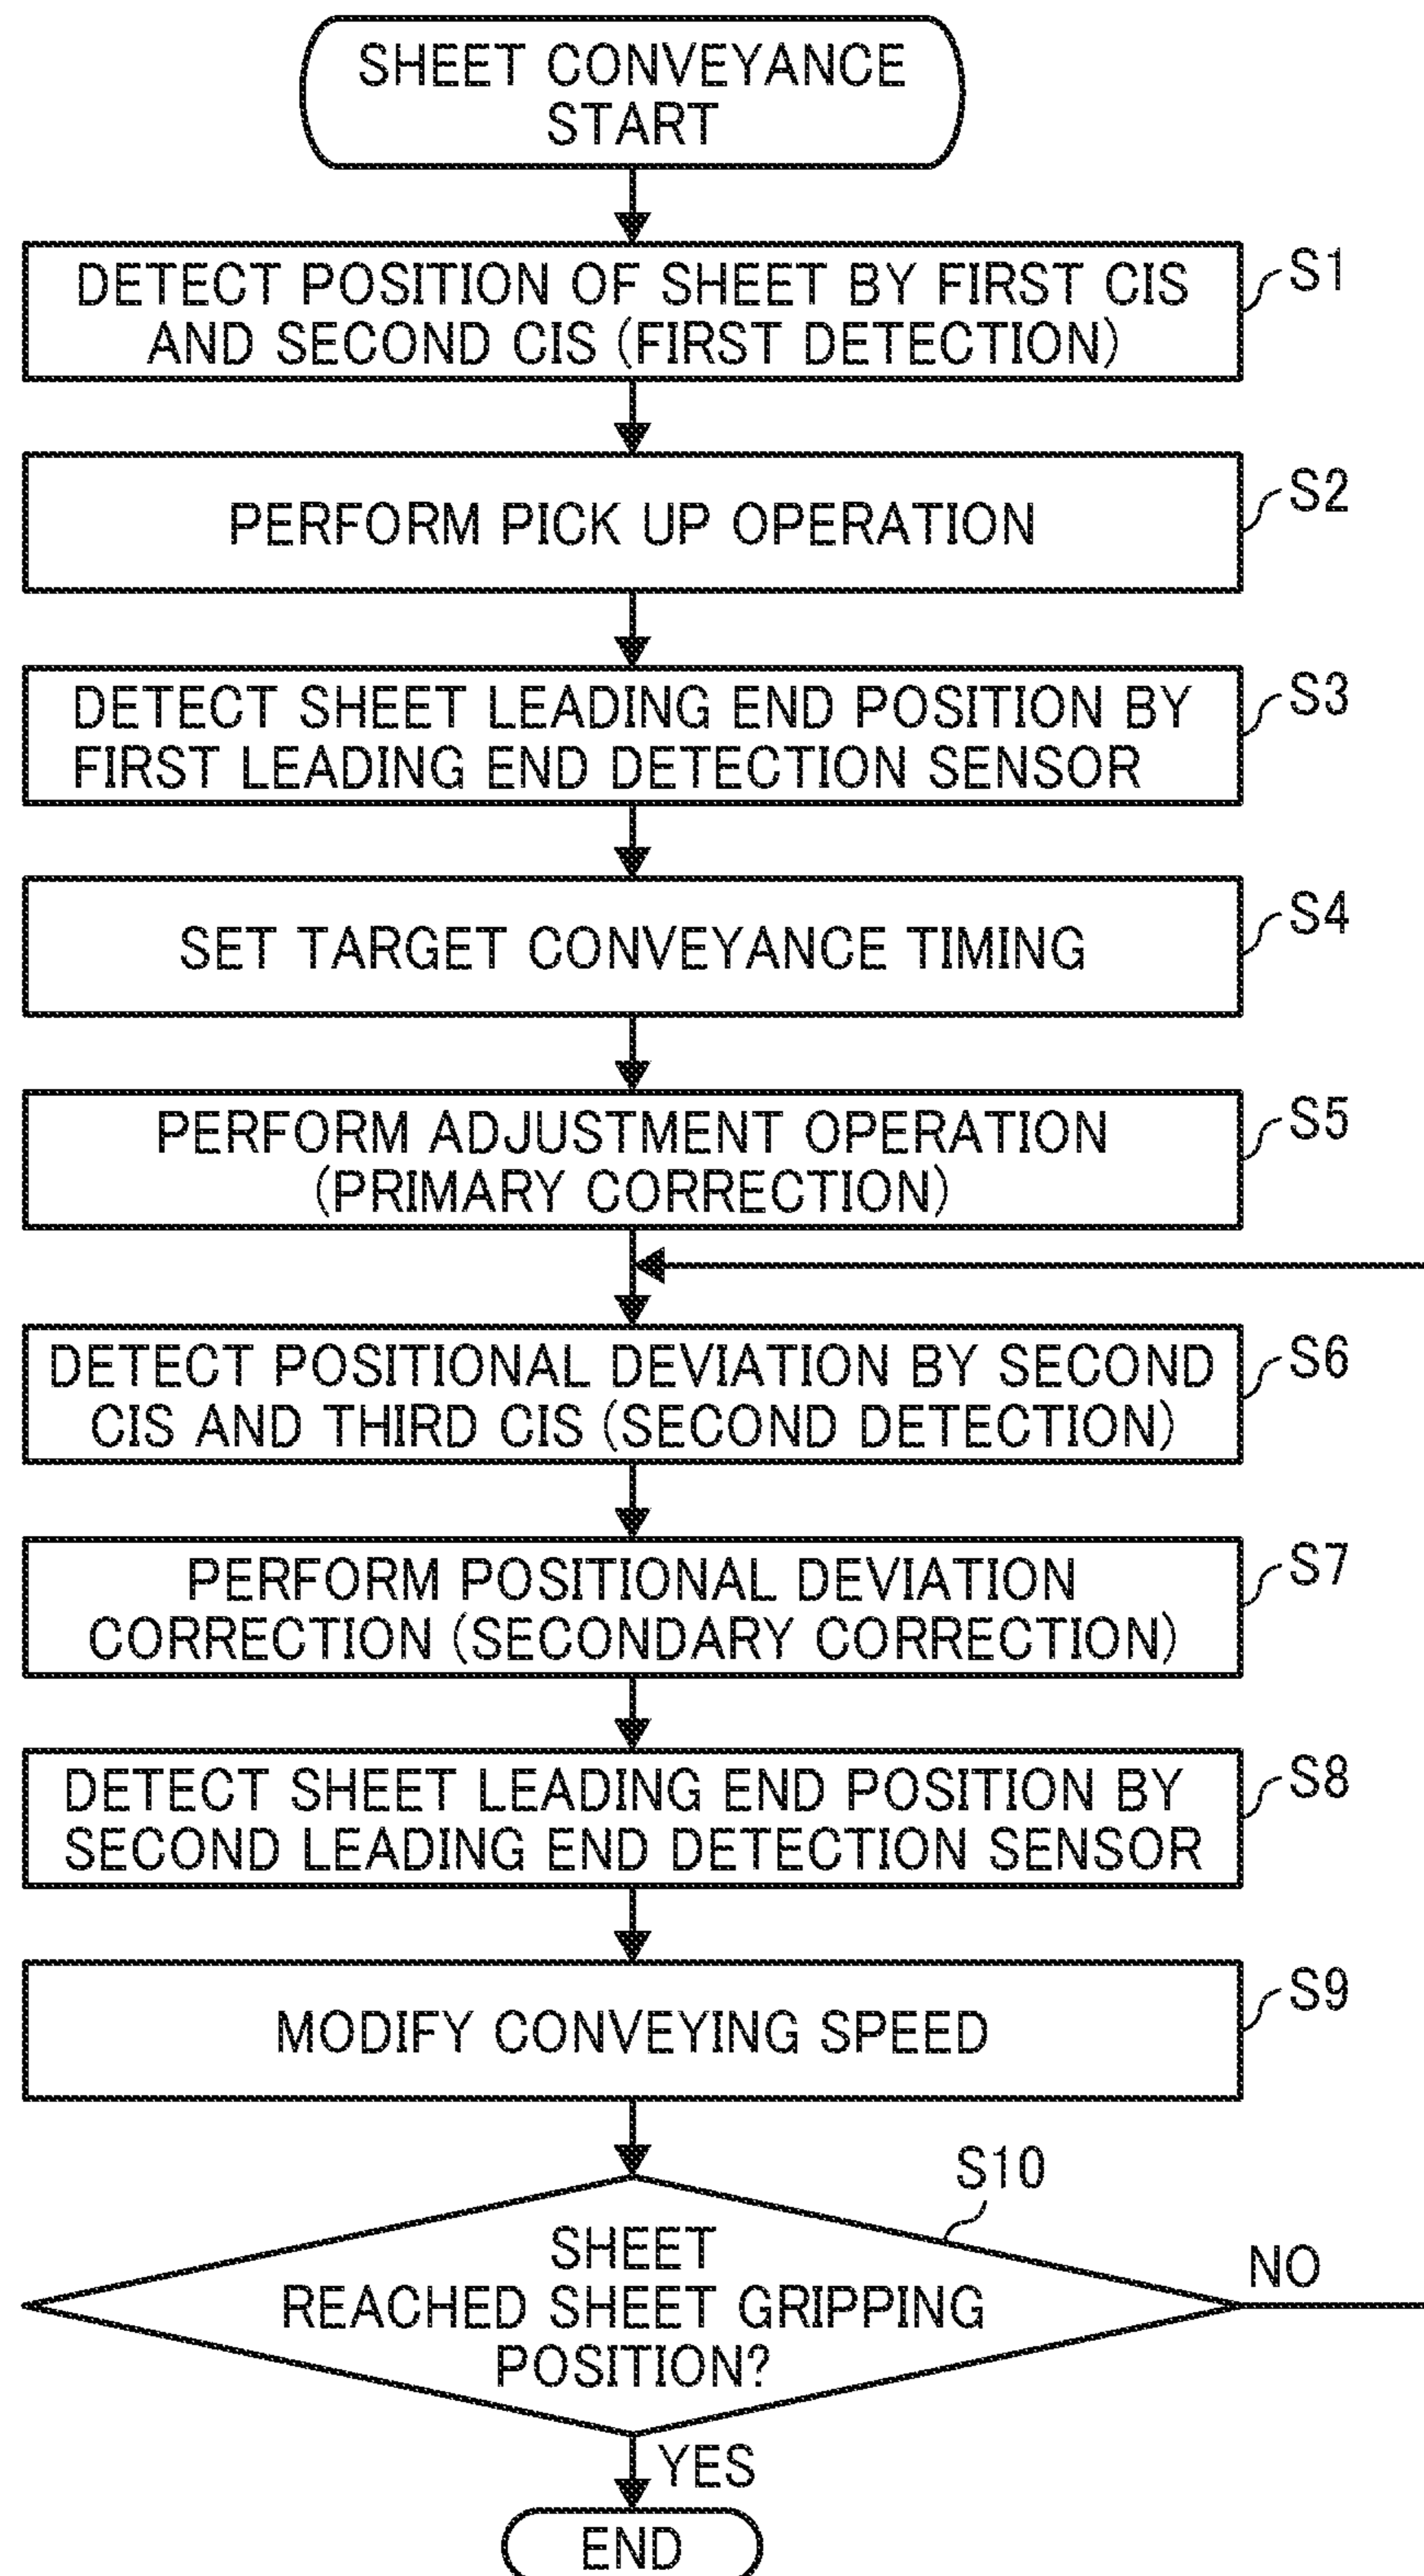 SHEET CONVEYANCE
START
DETECT POSITION OF SHEET BY FIRST CIS
AND SECOND CIS (FIRST DETECTION)
S1
PERFORM PICK UP OPERATION
S2
DETECT SHEET LEADING END POSITION BY
FIRST LEADING END DETECTION SENSOR
S3
SET TARGET CONVEYANCE TIMING
S4
PERFORM ADJUSTMENT OPERATION
(PRIMARY CORRECTION)
S5
DETECT POSITIONAL DEVIATION BY SECOND
CIS AND THIRD CIS (SECOND DETECTION)
S6
PERFORM POSITIONAL DEVIATION
CORRECTION (SECONDARY CORRECTION)
S7
DETECT SHEET LEADING END POSITION BY
SECOND LEADING END DETECTION SENSOR
S8
MODIFY CONVEYING SPEED
S9
S10
SHEET
REACHED SHEET GRIPPING
POSITION?
NO
YES
END